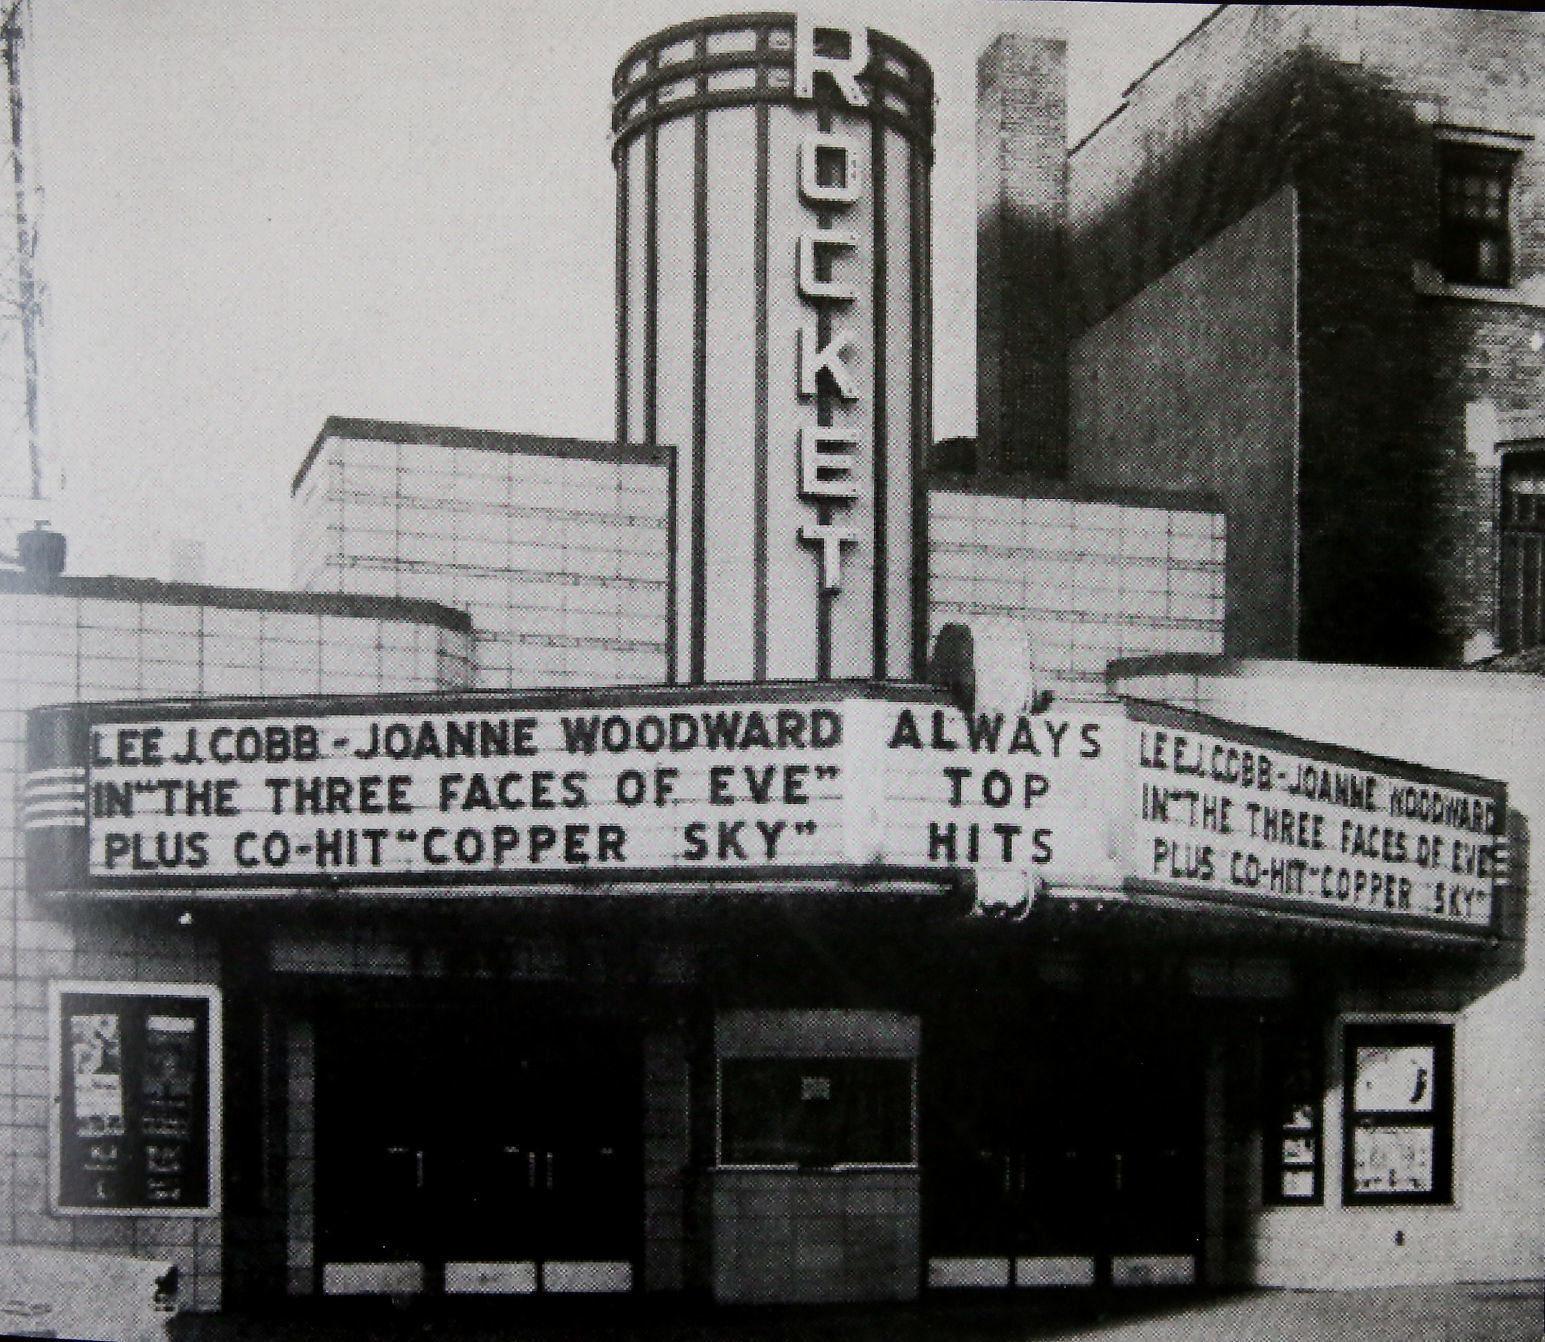 ROCKET
LEE J. COBB - JOANNE WOODWARD
IN "THE THREE FACES OF EVE"
PLUS CO-HIT "COPPER SKY"
ALWAYS
TOP
HITS
LEE J. COBB - JOANNE WOODWARD
IN "THE THREE FACES OF EVE
PLUS CO-HIT "COPPER SKY"